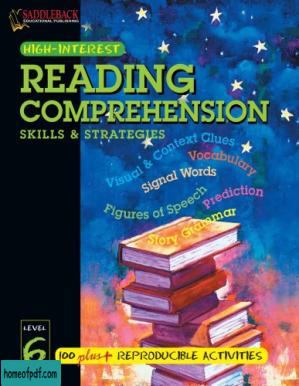 SADDLEBACK
EDUCATIONAL PUBLISHING
HIGH-INTEREST
READING
COMPREHENSION
SKILLS & STRATEGIES
Visual & Context Clues
Vocabulary
Signal Words
Prediction
Figures of Speech
Story Grammar
LEVEL
6
100 plus+ REPRODUCIBLE ACTIVITIES
homeofpdf.com